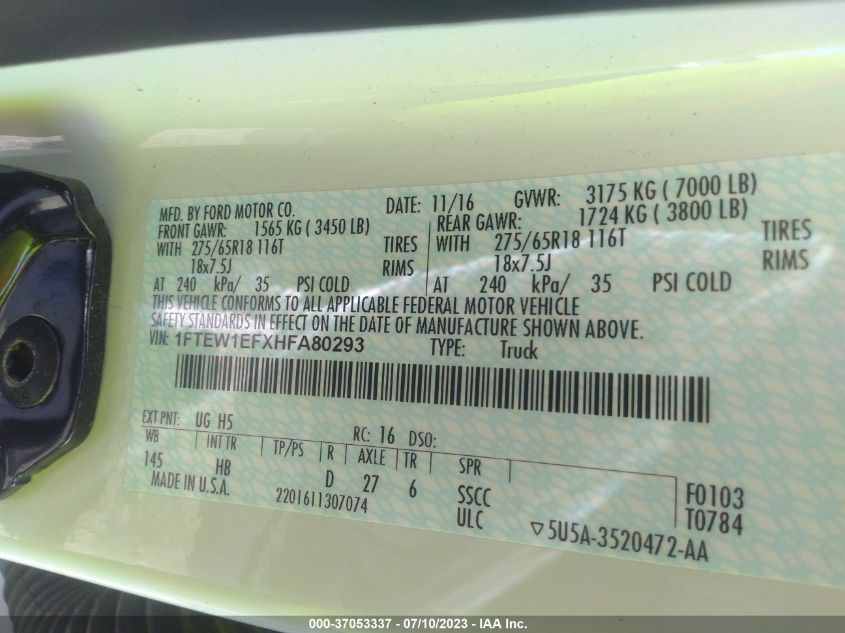 MFD. BY FORD MOTOR CO. DATE: 11/16 GVWR: 3175 KG ( 7000 LB)
FRONT GAWR: 1565 KG ( 3450 LB) REAR GAWR: 1724 KG ( 3800 LB)
WITH 275/65R18 116T TIRES WITH 275/65R18 116T TIRES
18x7.5J RIMS 18x7.5J RIMS
AT 240 kPa/ 35 PSI COLD AT 240 kPa/ 35 PSI COLD
THIS VEHICLE CONFORMS TO ALL APPLICABLE FEDERAL MOTOR VEHICLE
SAFETY STANDARDS IN EFFECT ON THE DATE OF MANUFACTURE SHOWN ABOVE.
VIN: 1FTEW1EFXHFA80293 TYPE: Truck
EXT PNT: UG H5 RC: 16 DSO:
WB INT TR TP/PS R AXLE TR SPR
145 HB D 27 6 SSCC F0103
MADE IN U.S.A. 2201611307074 ULC T0784
▽5U5A-3520472-AA
000-37053337 - 07/10/2023 - IAA Inc.